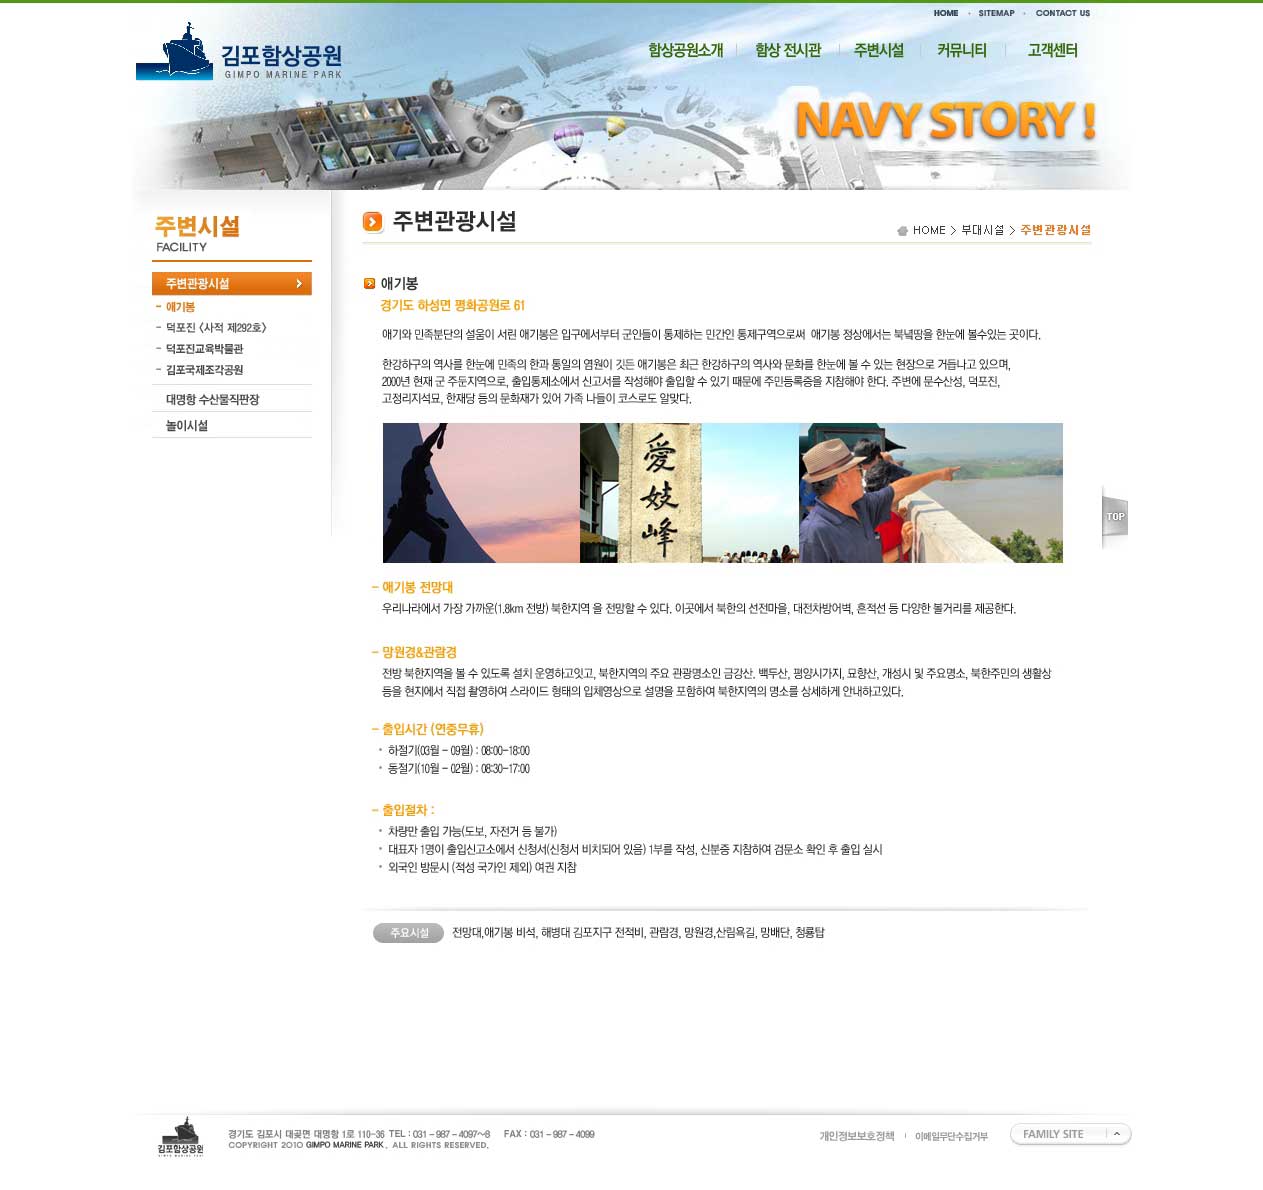 HOME · SITEMAP · CONTACT US
김포함상공원
GIMPO MARINE PARK
함상공원소개 함상 전시관 주변시설 커뮤니티 고객센터
NAVY STORY !
주변시설
FACILITY
주변관광시설
- 애기봉
- 덕포진 <사적 제292호>
- 덕포진교육박물관
- 김포국제조각공원
대명항 수산물직판장
놀이시설
주변관광시설
HOME > 부대시설 > 주변관광시설
애기봉
경기도 하성면 평화공원로 61
애기와 민족분단의 설움이 서린 애기봉은 입구에서부터 군인들이 통제하는 민간인 통제구역으로써 애기봉 정상에서는 북녘땅을 한눈에 볼수있는 곳이다.
한강하구의 역사를 한눈에 민족의 한과 통일의 염원이 깃든 애기봉은 최근 한강하구의 역사와 문화를 한눈에 볼 수 있는 현장으로 거듭나고 있으며,
2000년 현재 군 주둔지역으로, 출입통제소에서 신고서를 작성해야 출입할 수 있기 때문에 주민등록증을 지참해야 한다. 주변에 문수산성, 덕포진,
고정리지석묘, 한재당 등의 문화재가 있어 가족 나들이 코스로도 알맞다.
愛妓峰
TOP
- 애기봉 전망대
우리나라에서 가장 가까운(1.8km 전방) 북한지역 을 전망할 수 있다. 이곳에서 북한의 선전마을, 대전차방어벽, 흔적선 등 다양한 볼거리를 제공한다.
- 망원경&관람경
전방 북한지역을 볼 수 있도록 설치 운영하고잇고, 북한지역의 주요 관광명소인 금강산. 백두산, 평양시가지, 묘향산, 개성시 및 주요명소, 북한주민의 생활상
등을 현지에서 직접 촬영하여 스라이드 형태의 입체영상으로 설명을 포함하여 북한지역의 명소를 상세하게 안내하고있다.
- 출입시간 (연중무휴)
• 하절기(03월 - 09월) : 08:00-18:00
• 동절기(10월 - 02월) : 08:30-17:00
- 출입절차 :
• 차량만 출입 가능(도보, 자전거 등 불가)
• 대표자 1명이 출입신고소에서 신청서(신청서 비치되어 있음) 1부를 작성, 신분증 지참하여 검문소 확인 후 출입 실시
• 외국인 방문시 (적성 국가인 제외) 여권 지참
주요시설 전망대,애기봉 비석, 해병대 김포지구 전적비, 관람경, 망원경,산림욕길, 망배단, 청룡탑
김포함상공원
GIMPO MARINE PARK
경기도 김포시 대곶면 대명항 1로 110-36 TEL : 031 - 987 - 4097~8 FAX : 031 - 987 - 4099
COPYRIGHT 2010 GIMPO MARINE PARK. ALL RIGHTS RESERVED.
개인정보보호정책 이메일무단수집거부
FAMILY SITE